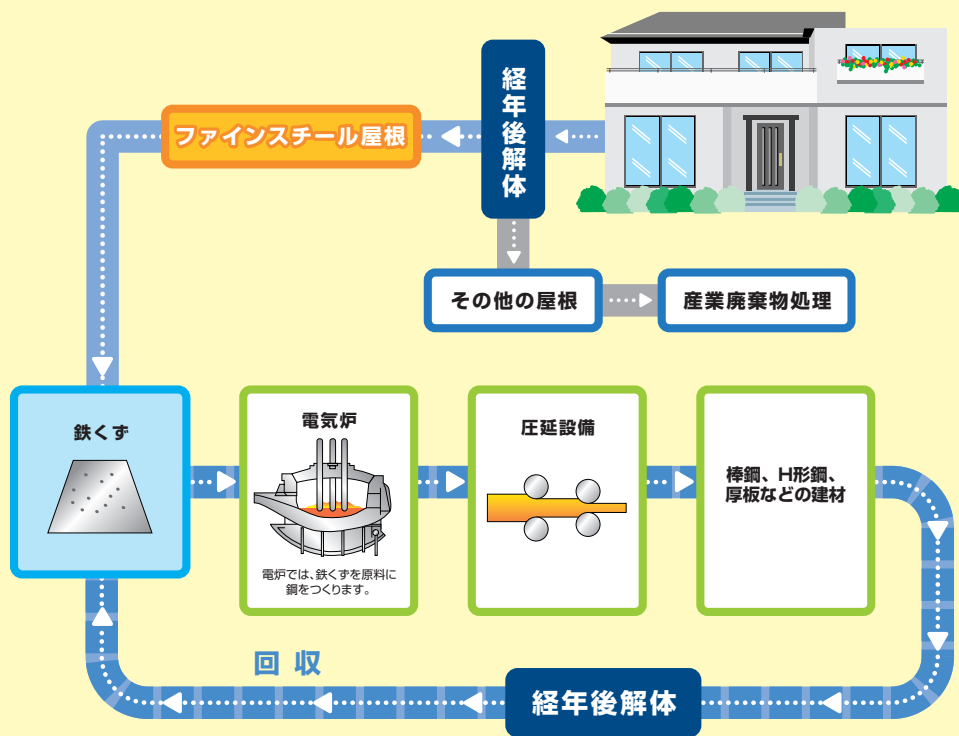 経年後解体
ファインスチール屋根
その他の屋根
産業廃棄物処理
鉄くず
電気炉
電炉では、鉄くずを原料に
鋼をつくります。
圧延設備
棒鋼、H形鋼、
厚板などの建材
回収
経年後解体